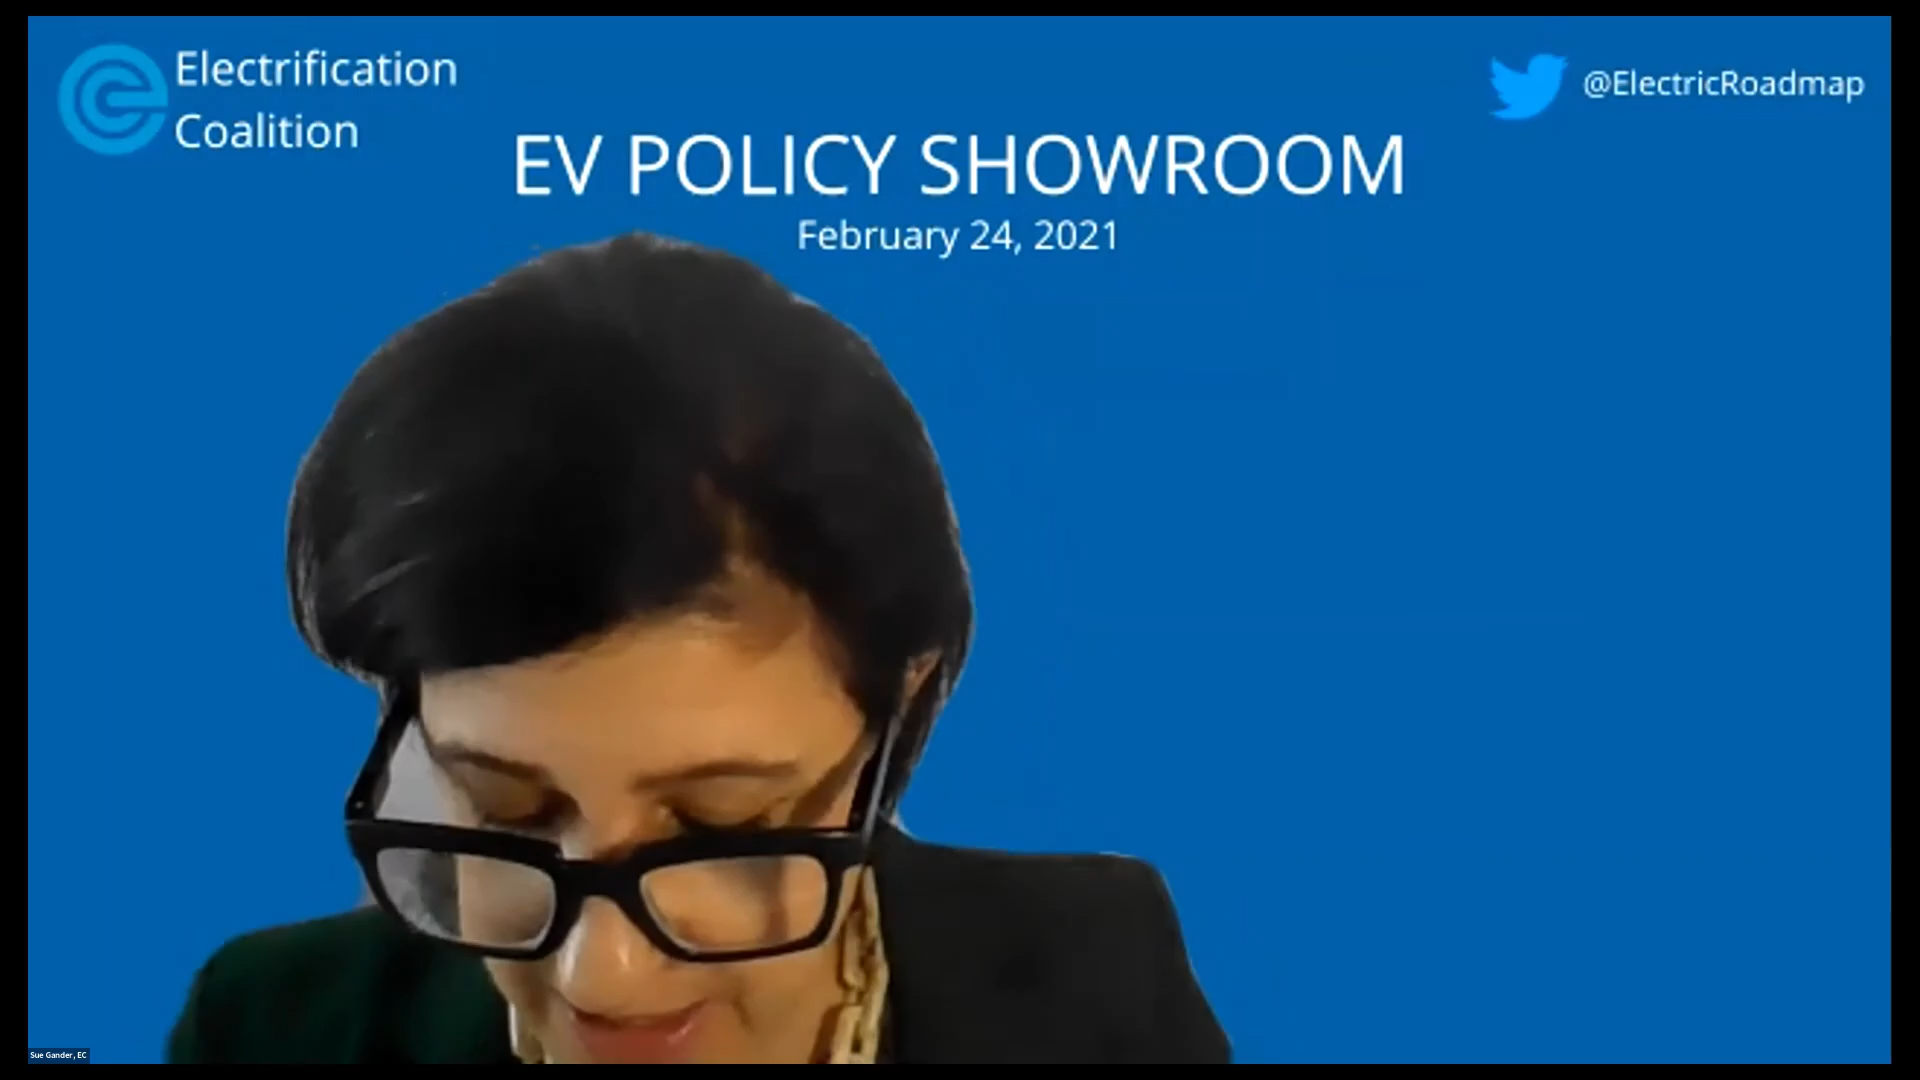 Electrification
Coalition
@ElectricRoadmap
EV POLICY SHOWROOM
February 24, 2021
Sue Gander, EC